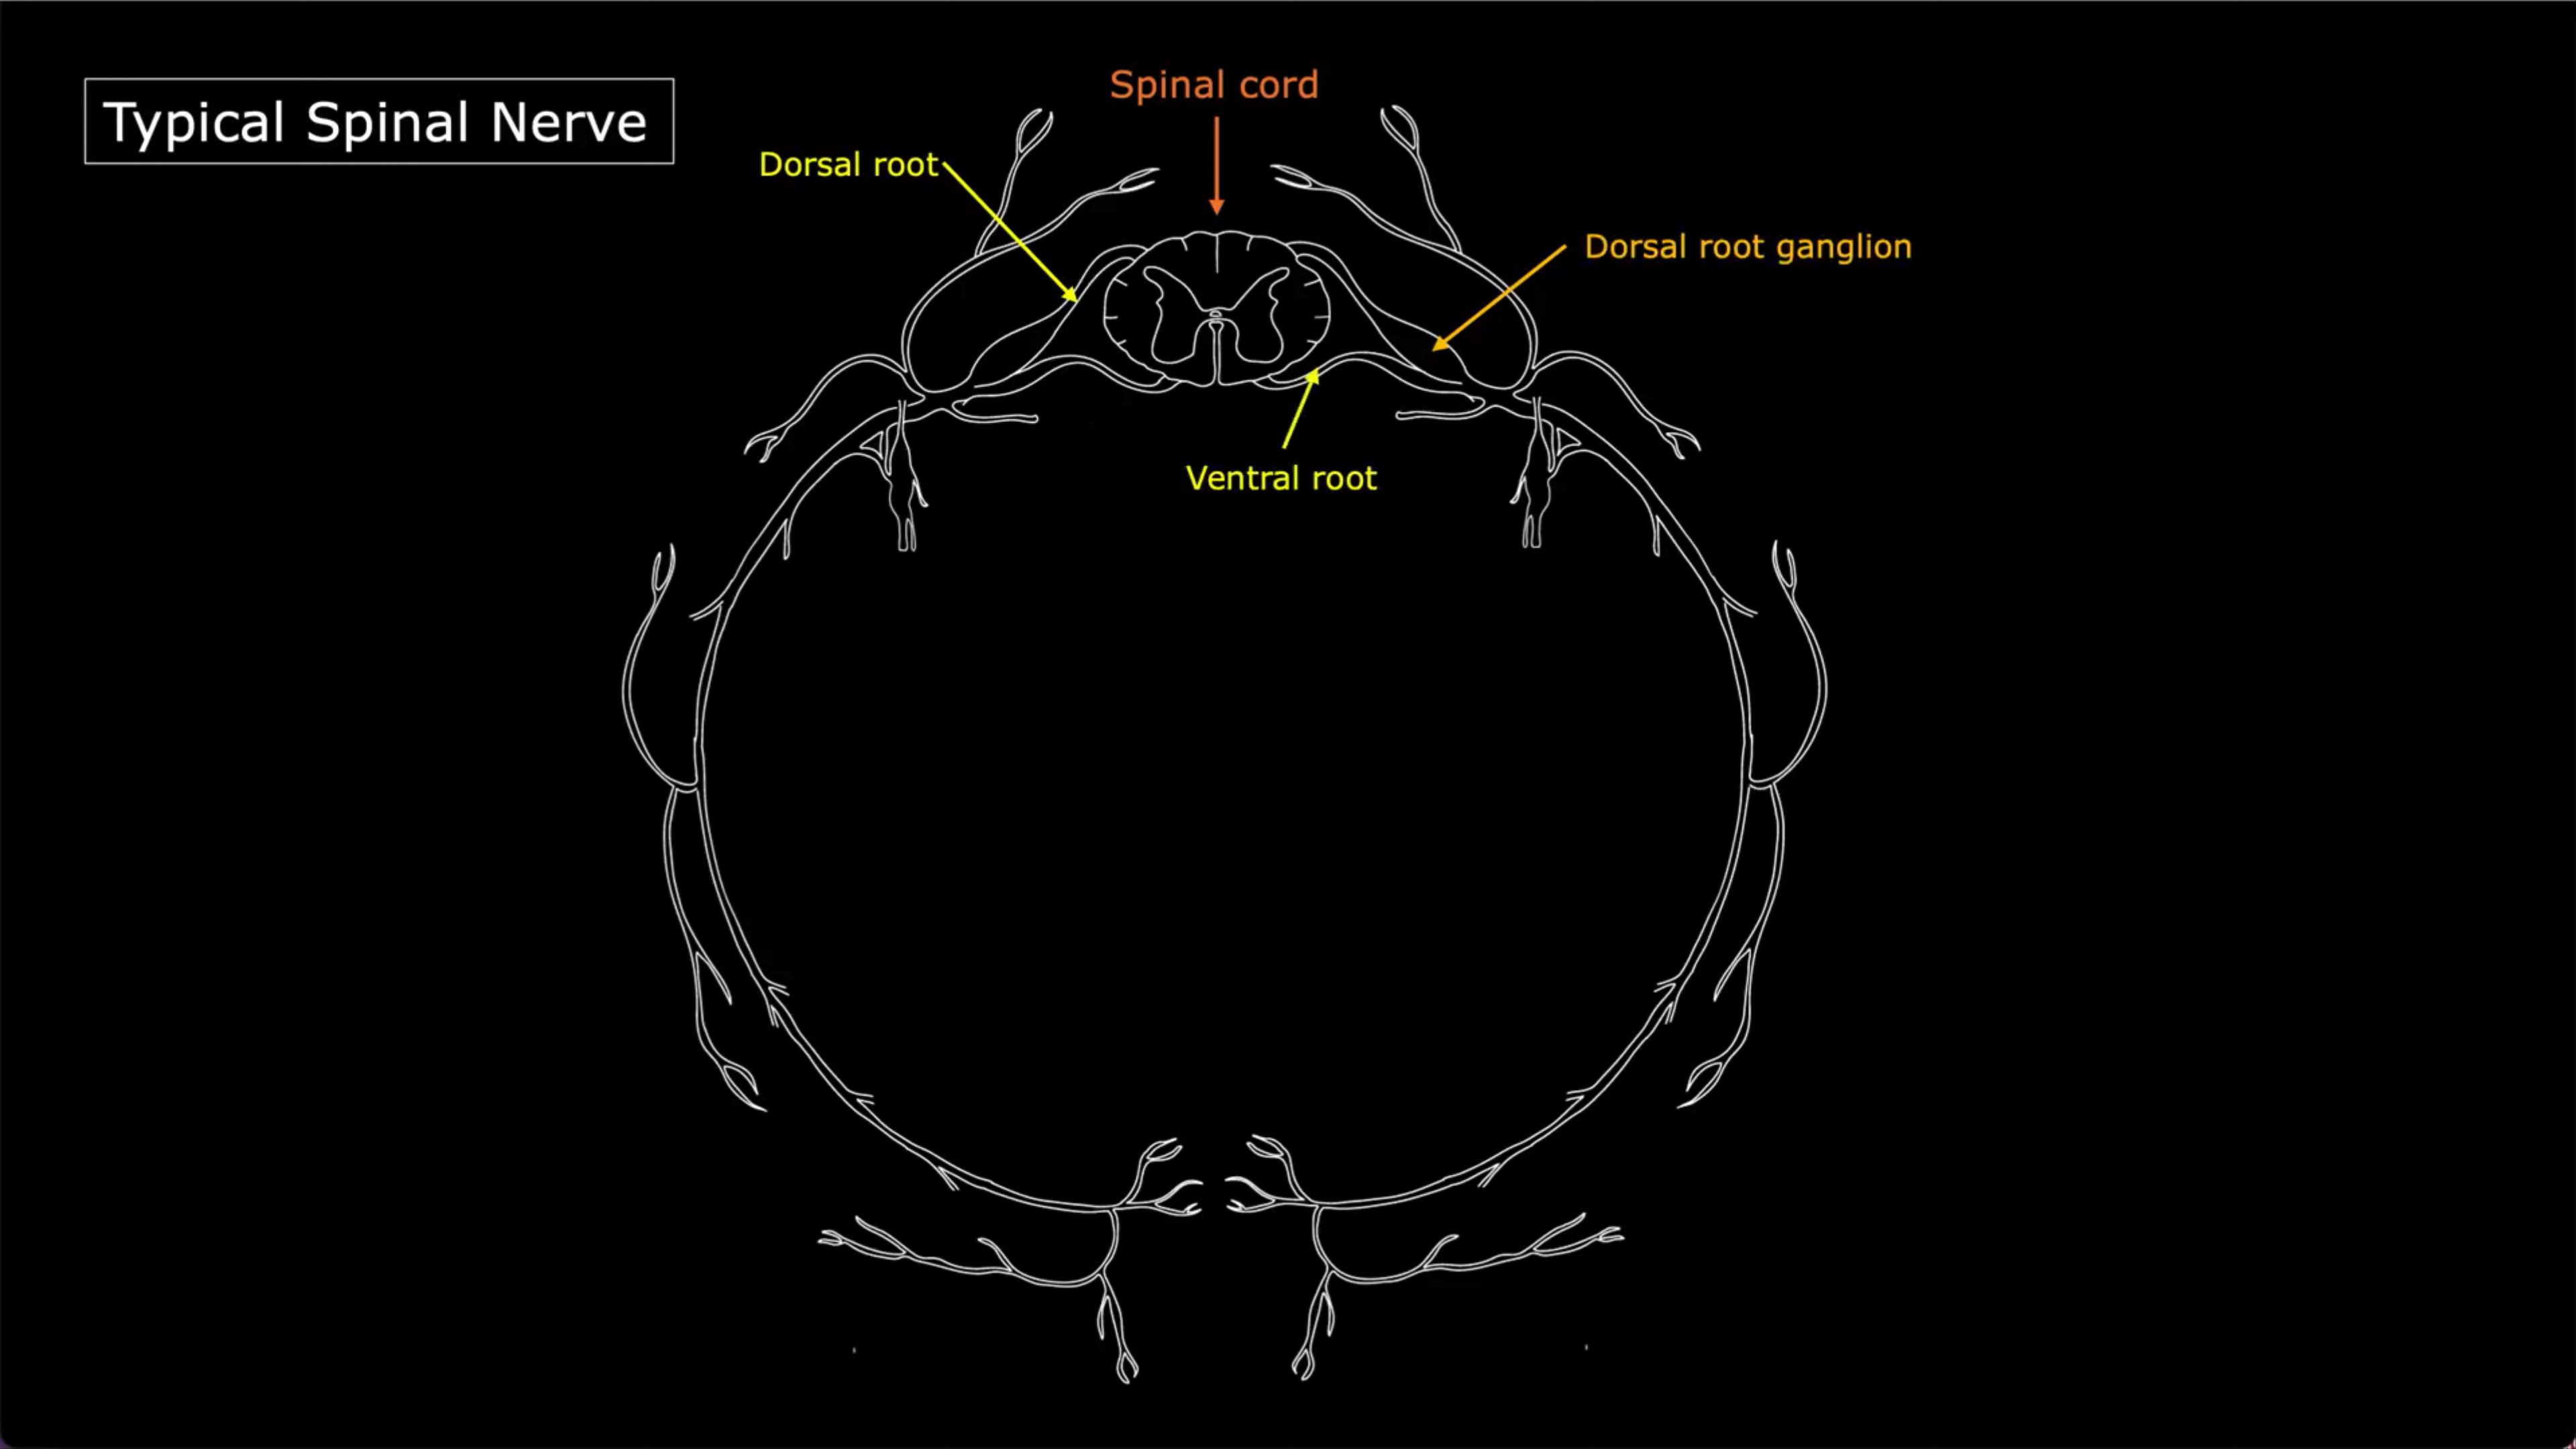 Typical Spinal Nerve
Spinal cord
Dorsal root
Dorsal root ganglion
Ventral root